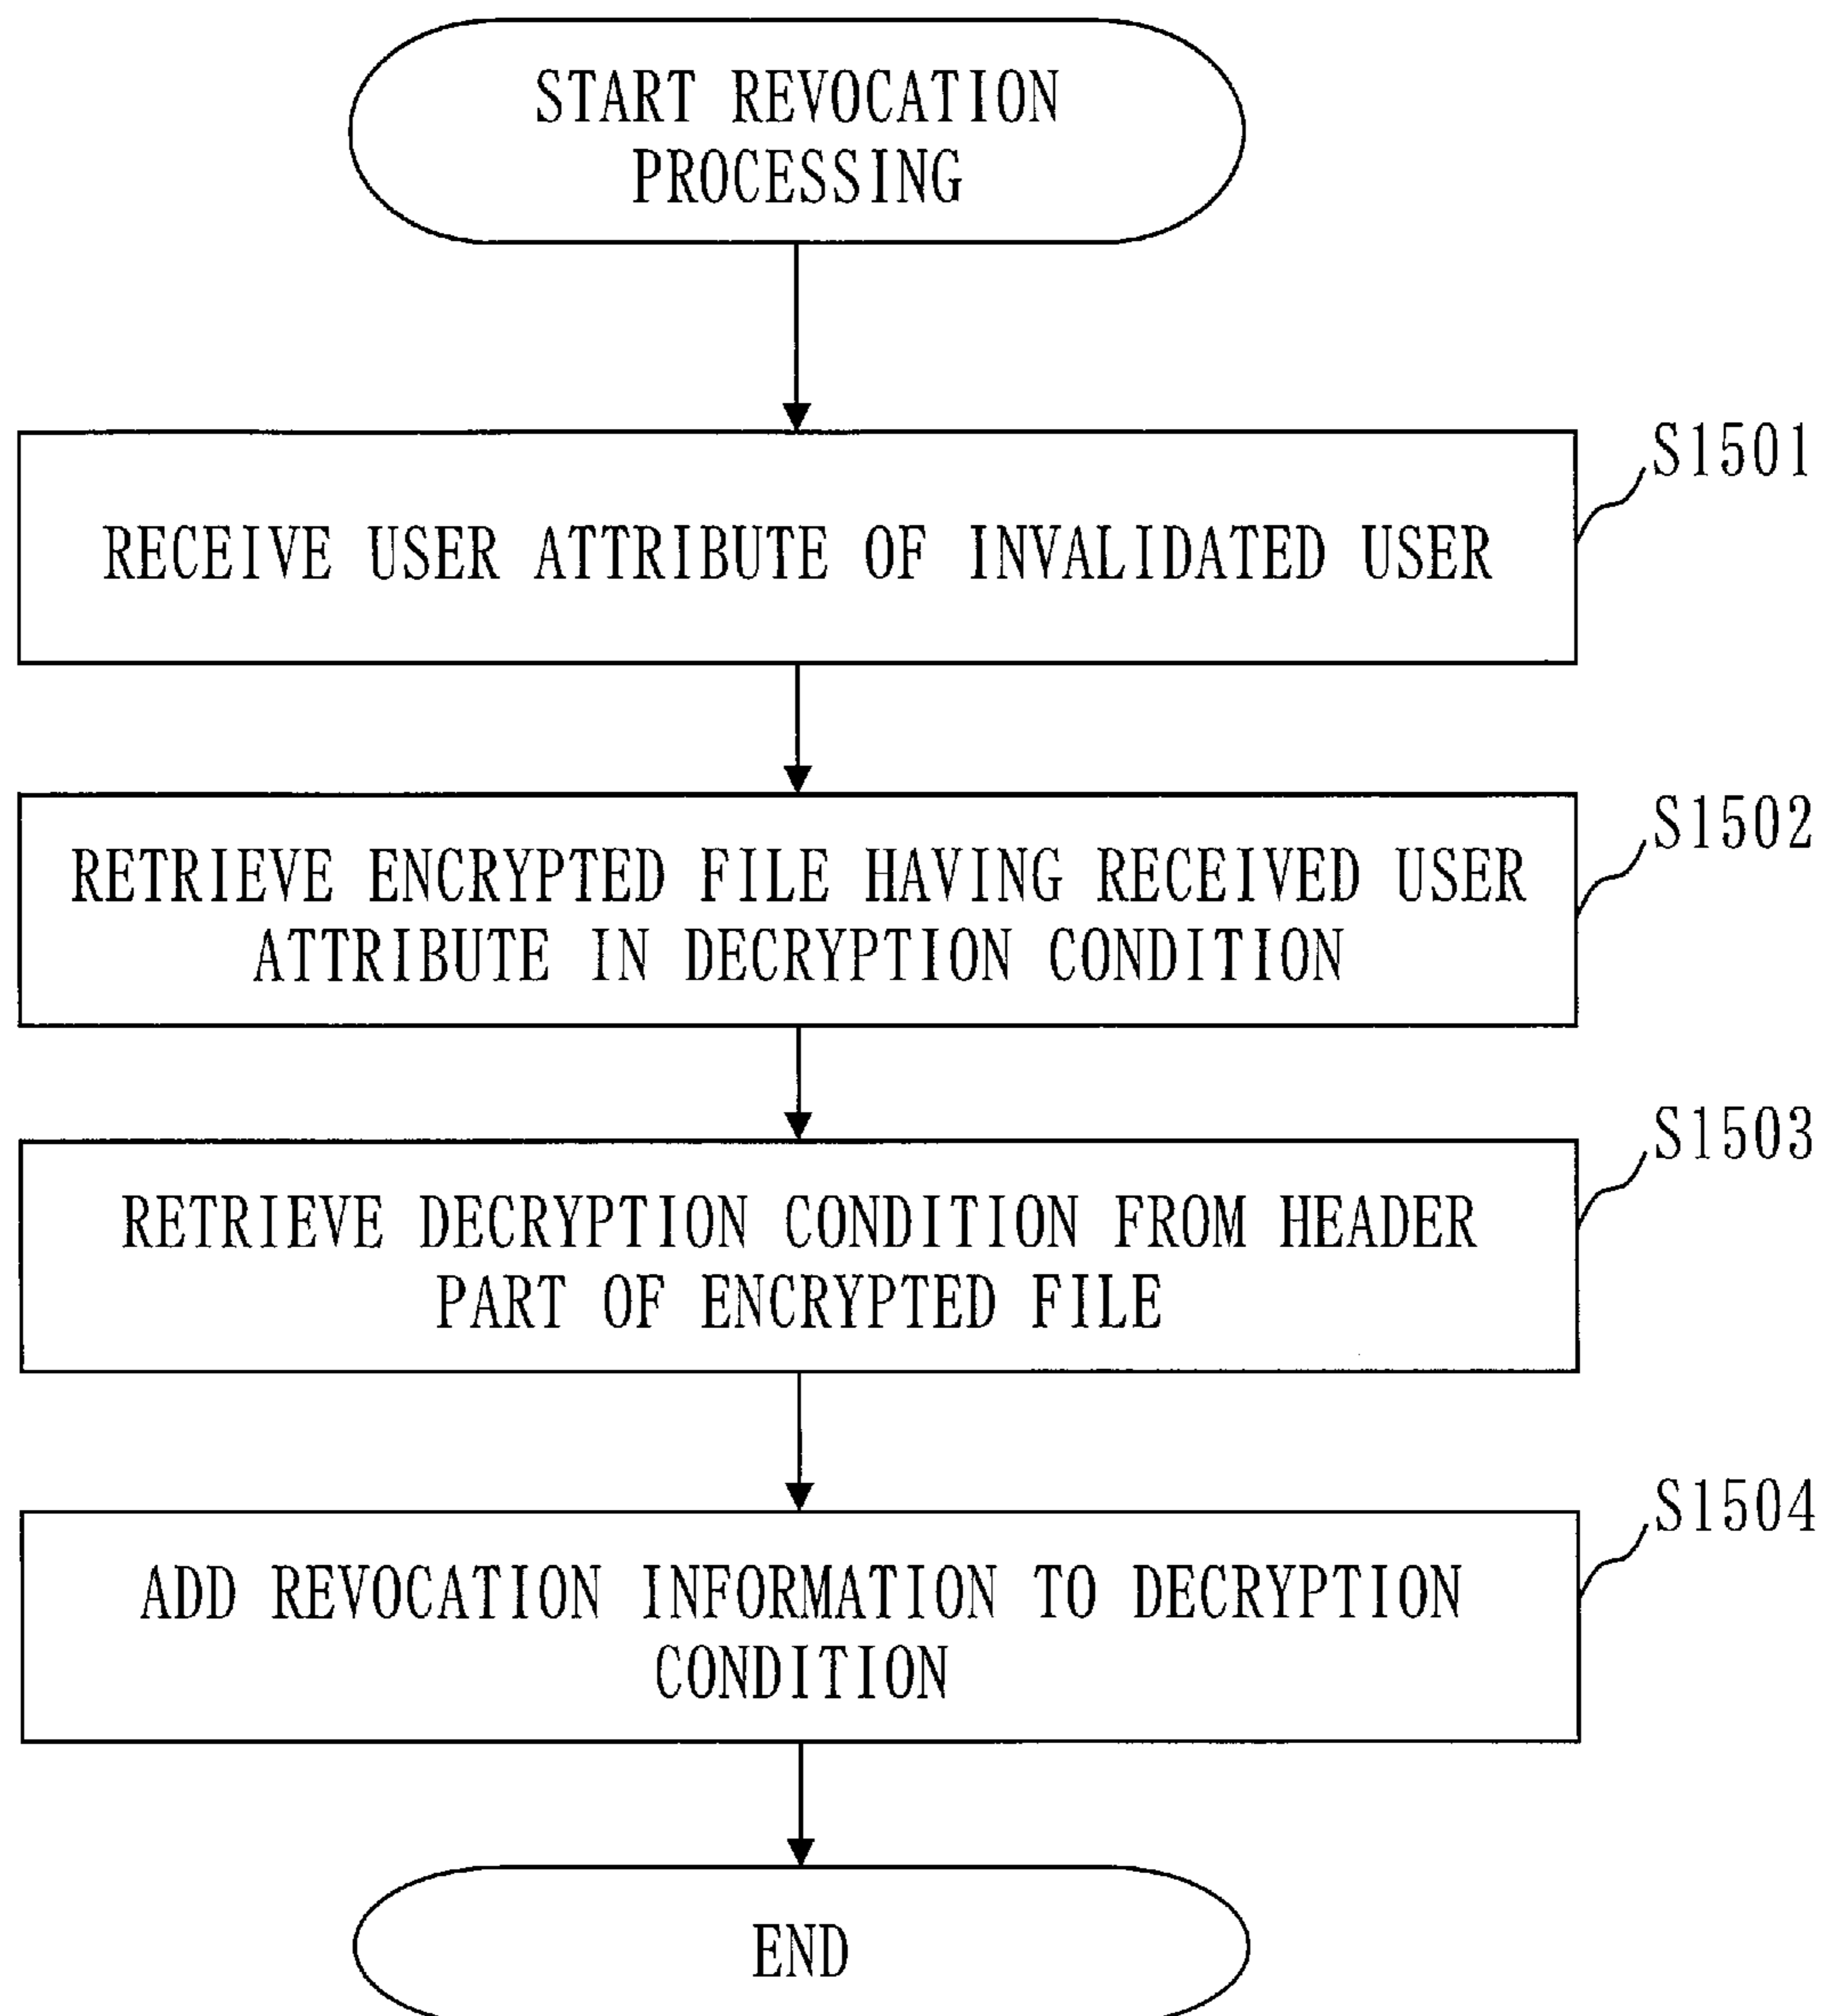 START REVOCATION
PROCESSING
S1501
RECEIVE USER ATTRIBUTE OF INVALIDATED USER
S1502
RETRIEVE ENCRYPTED FILE HAVING RECEIVED USER
ATTRIBUTE IN DECRYPTION CONDITION
S1503
RETRIEVE DECRYPTION CONDITION FROM HEADER
PART OF ENCRYPTED FILE
S1504
ADD REVOCATION INFORMATION TO DECRYPTION
CONDITION
END